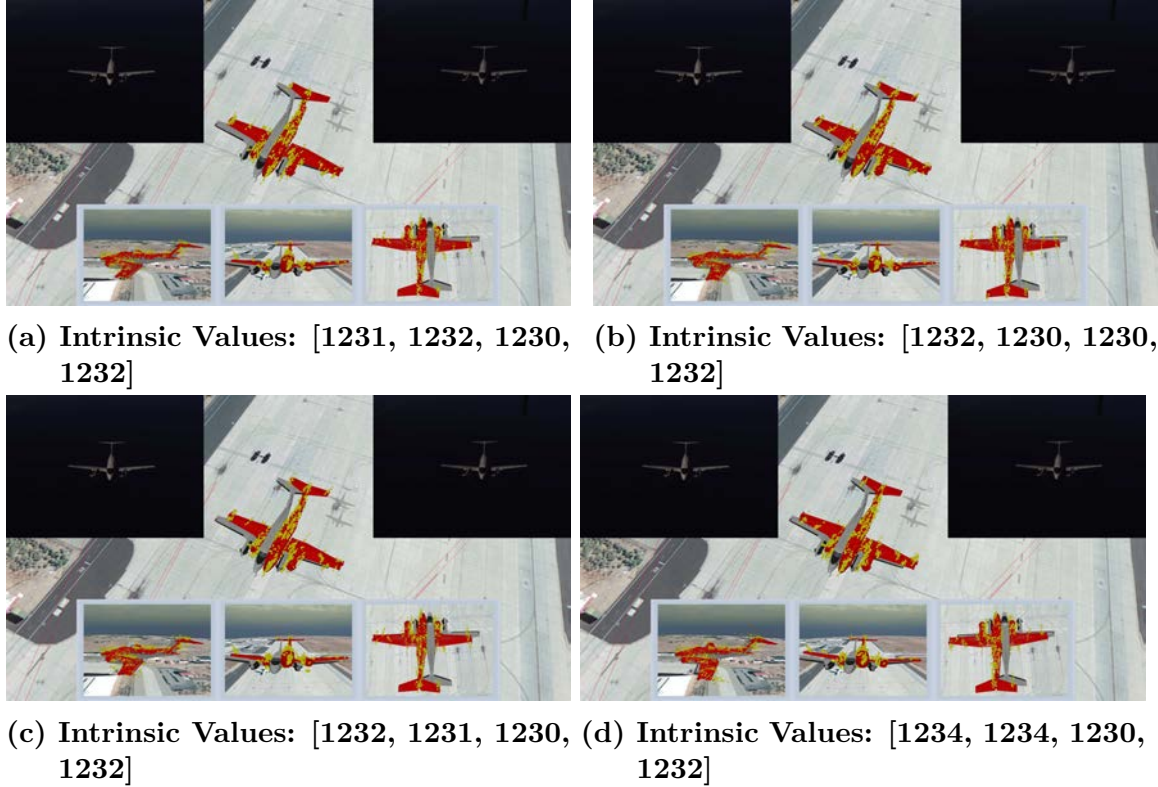 (a) Intrinsic Values: [1231, 1232, 1230,
1232]
(b) Intrinsic Values: [1232, 1230, 1230,
1232]
(c) Intrinsic Values: [1232, 1231, 1230,
1232]
(d) Intrinsic Values: [1234, 1234, 1230,
1232]